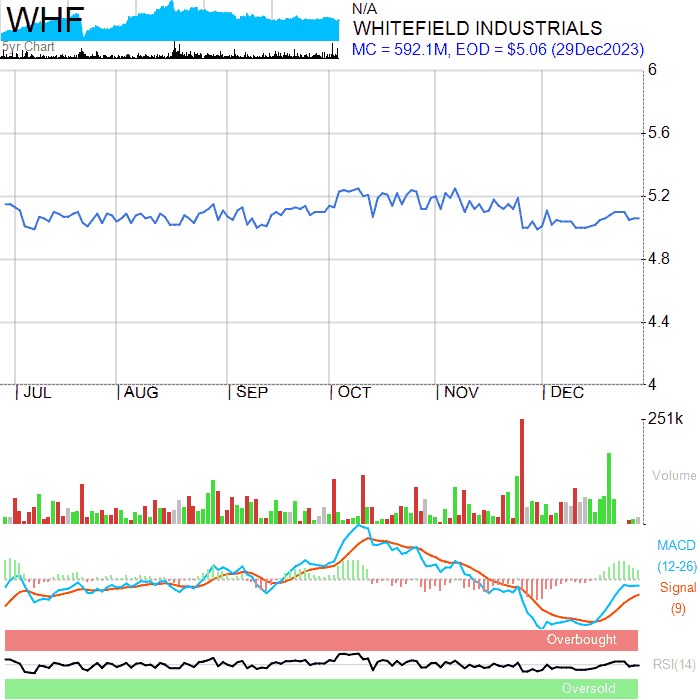 WHF
5yr Chart
N/A
WHITEFIELD INDUSTRIALS
MC = 592.1M, EOD = $5.06 (29Dec2023)
6
5.6
5.2
4.8
4.4
4
JUL AUG SEP OCT NOV DEC
251k
Volume
MACD
(12-26)
Signal
(9)
Overbought
RSI(14)
Oversold